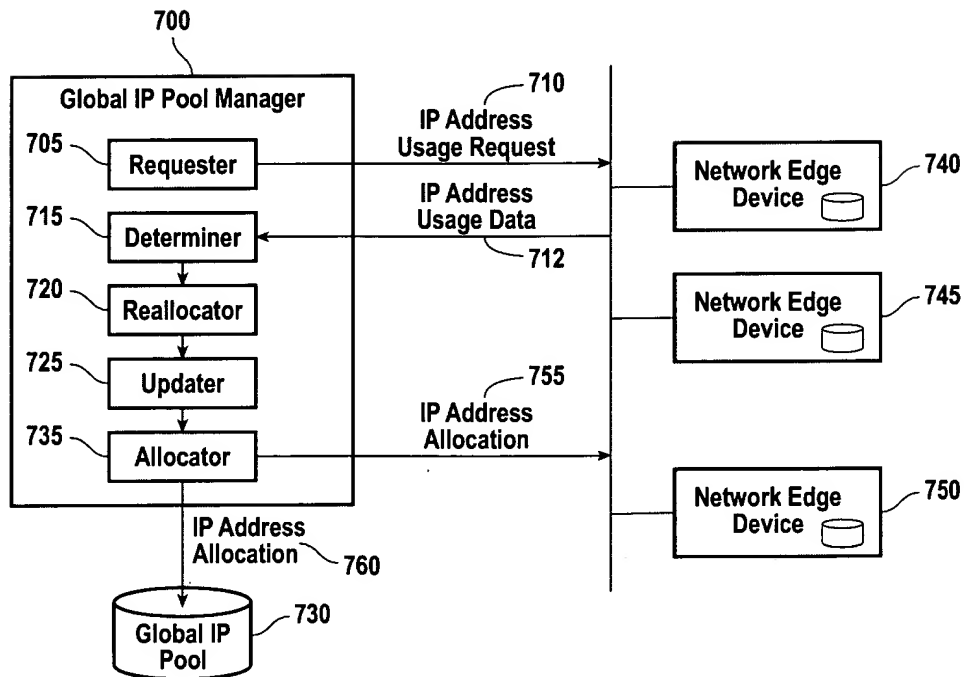 700
Global IP Pool Manager
705
Requester
710
IP Address
Usage Request
715
Determiner
IP Address
Usage Data
712
720
Reallocator
725
Updater
735
Allocator
755
IP Address
Allocation
IP Address
Allocation
760
Global IP
Pool
730
Network Edge
Device
740
Network Edge
Device
745
Network Edge
Device
750